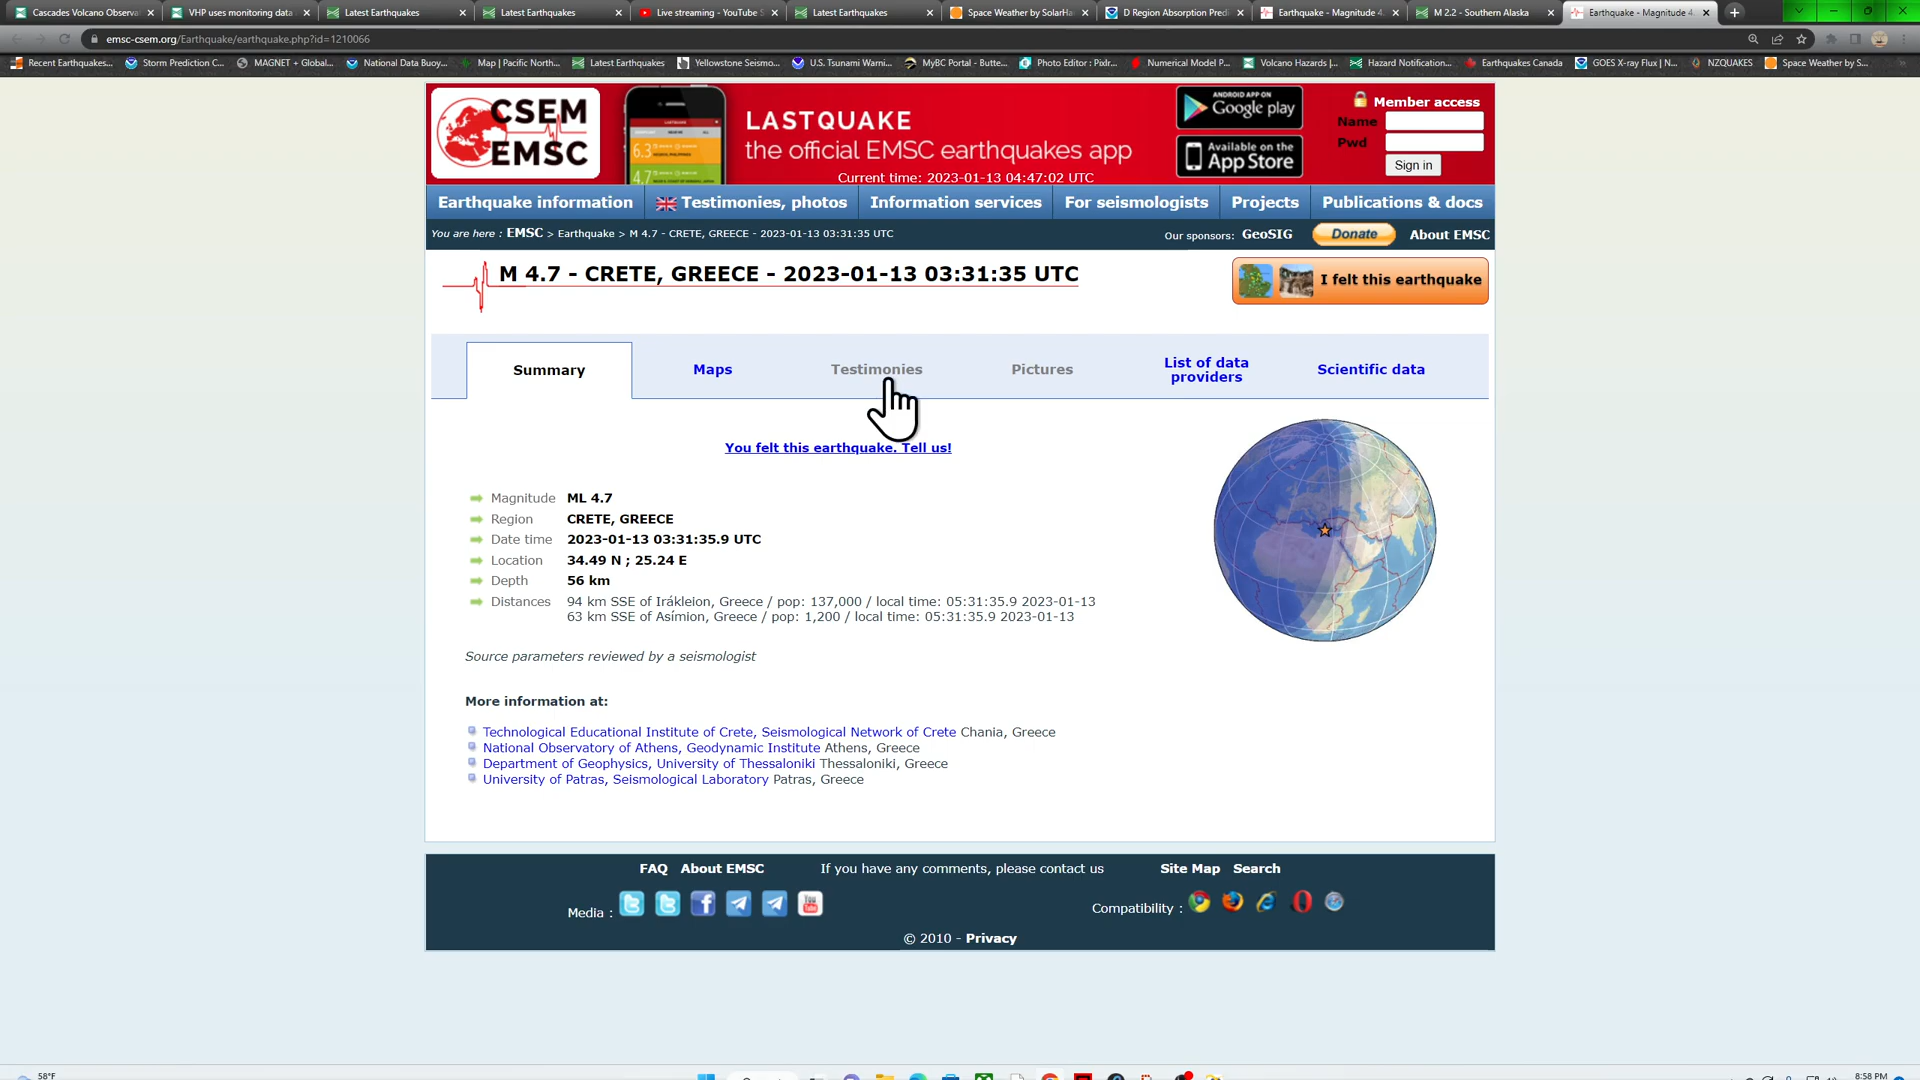 Cascades Volcano Observa
VHP uses monitoring data
Latest Earthquakes
Latest Earthquakes
Live streaming - YouTube S
Latest Earthquakes
Space Weather by SolarHa
D Region Absorption Predi
Earthquake - Magnitude 4.
M 2.2 - Southern Alaska
Earthquake - Magnitude 4.
emsc-csem.org/Earthquake/earthquake.php?id=1210066
Recent Earthquakes...
Storm Prediction C...
MAGNET + Global...
National Data Buoy...
Map | Pacific North...
Latest Earthquakes
Yellowstone Seismo...
U.S. Tsunami Warni...
MyBC Portal - Butte...
Photo Editor : Pixlr...
Numerical Model P...
Volcano Hazards |...
Hazard Notification...
Earthquakes Canada
GOES X-ray Flux | N...
NZQUAKES
Space Weather by S...
CSEM
EMSC
LASTQUAKE
the official EMSC earthquakes app
Current time: 2023-01-13 04:47:02 UTC
ANDROID APP ON
Google play
Available on the
App Store
Member access
Name
Pwd
Sign in
Earthquake information
Testimonies, photos
Information services
For seismologists
Projects
Publications & docs
You are here : EMSC > Earthquake > M 4.7 - CRETE, GREECE - 2023-01-13 03:31:35 UTC
Our sponsors: GeoSIG
Donate
About EMSC
M 4.7 - CRETE, GREECE - 2023-01-13 03:31:35 UTC
I felt this earthquake
Summary
Maps
Testimonies
Pictures
List of data
providers
Scientific data
You felt this earthquake. Tell us!
Magnitude ML 4.7
Region CRETE, GREECE
Date time 2023-01-13 03:31:35.9 UTC
Location 34.49 N ; 25.24 E
Depth 56 km
Distances 94 km SSE of Irákleion, Greece / pop: 137,000 / local time: 05:31:35.9 2023-01-13
63 km SSE of Asímion, Greece / pop: 1,200 / local time: 05:31:35.9 2023-01-13
Source parameters reviewed by a seismologist
More information at:
Technological Educational Institute of Crete, Seismological Network of Crete Chania, Greece
National Observatory of Athens, Geodynamic Institute Athens, Greece
Department of Geophysics, University of Thessaloniki Thessaloniki, Greece
University of Patras, Seismological Laboratory Patras, Greece
FAQ About EMSC If you have any comments, please contact us Site Map Search
Media :
Compatibility :
© 2010 - Privacy
58°F
8:58 PM